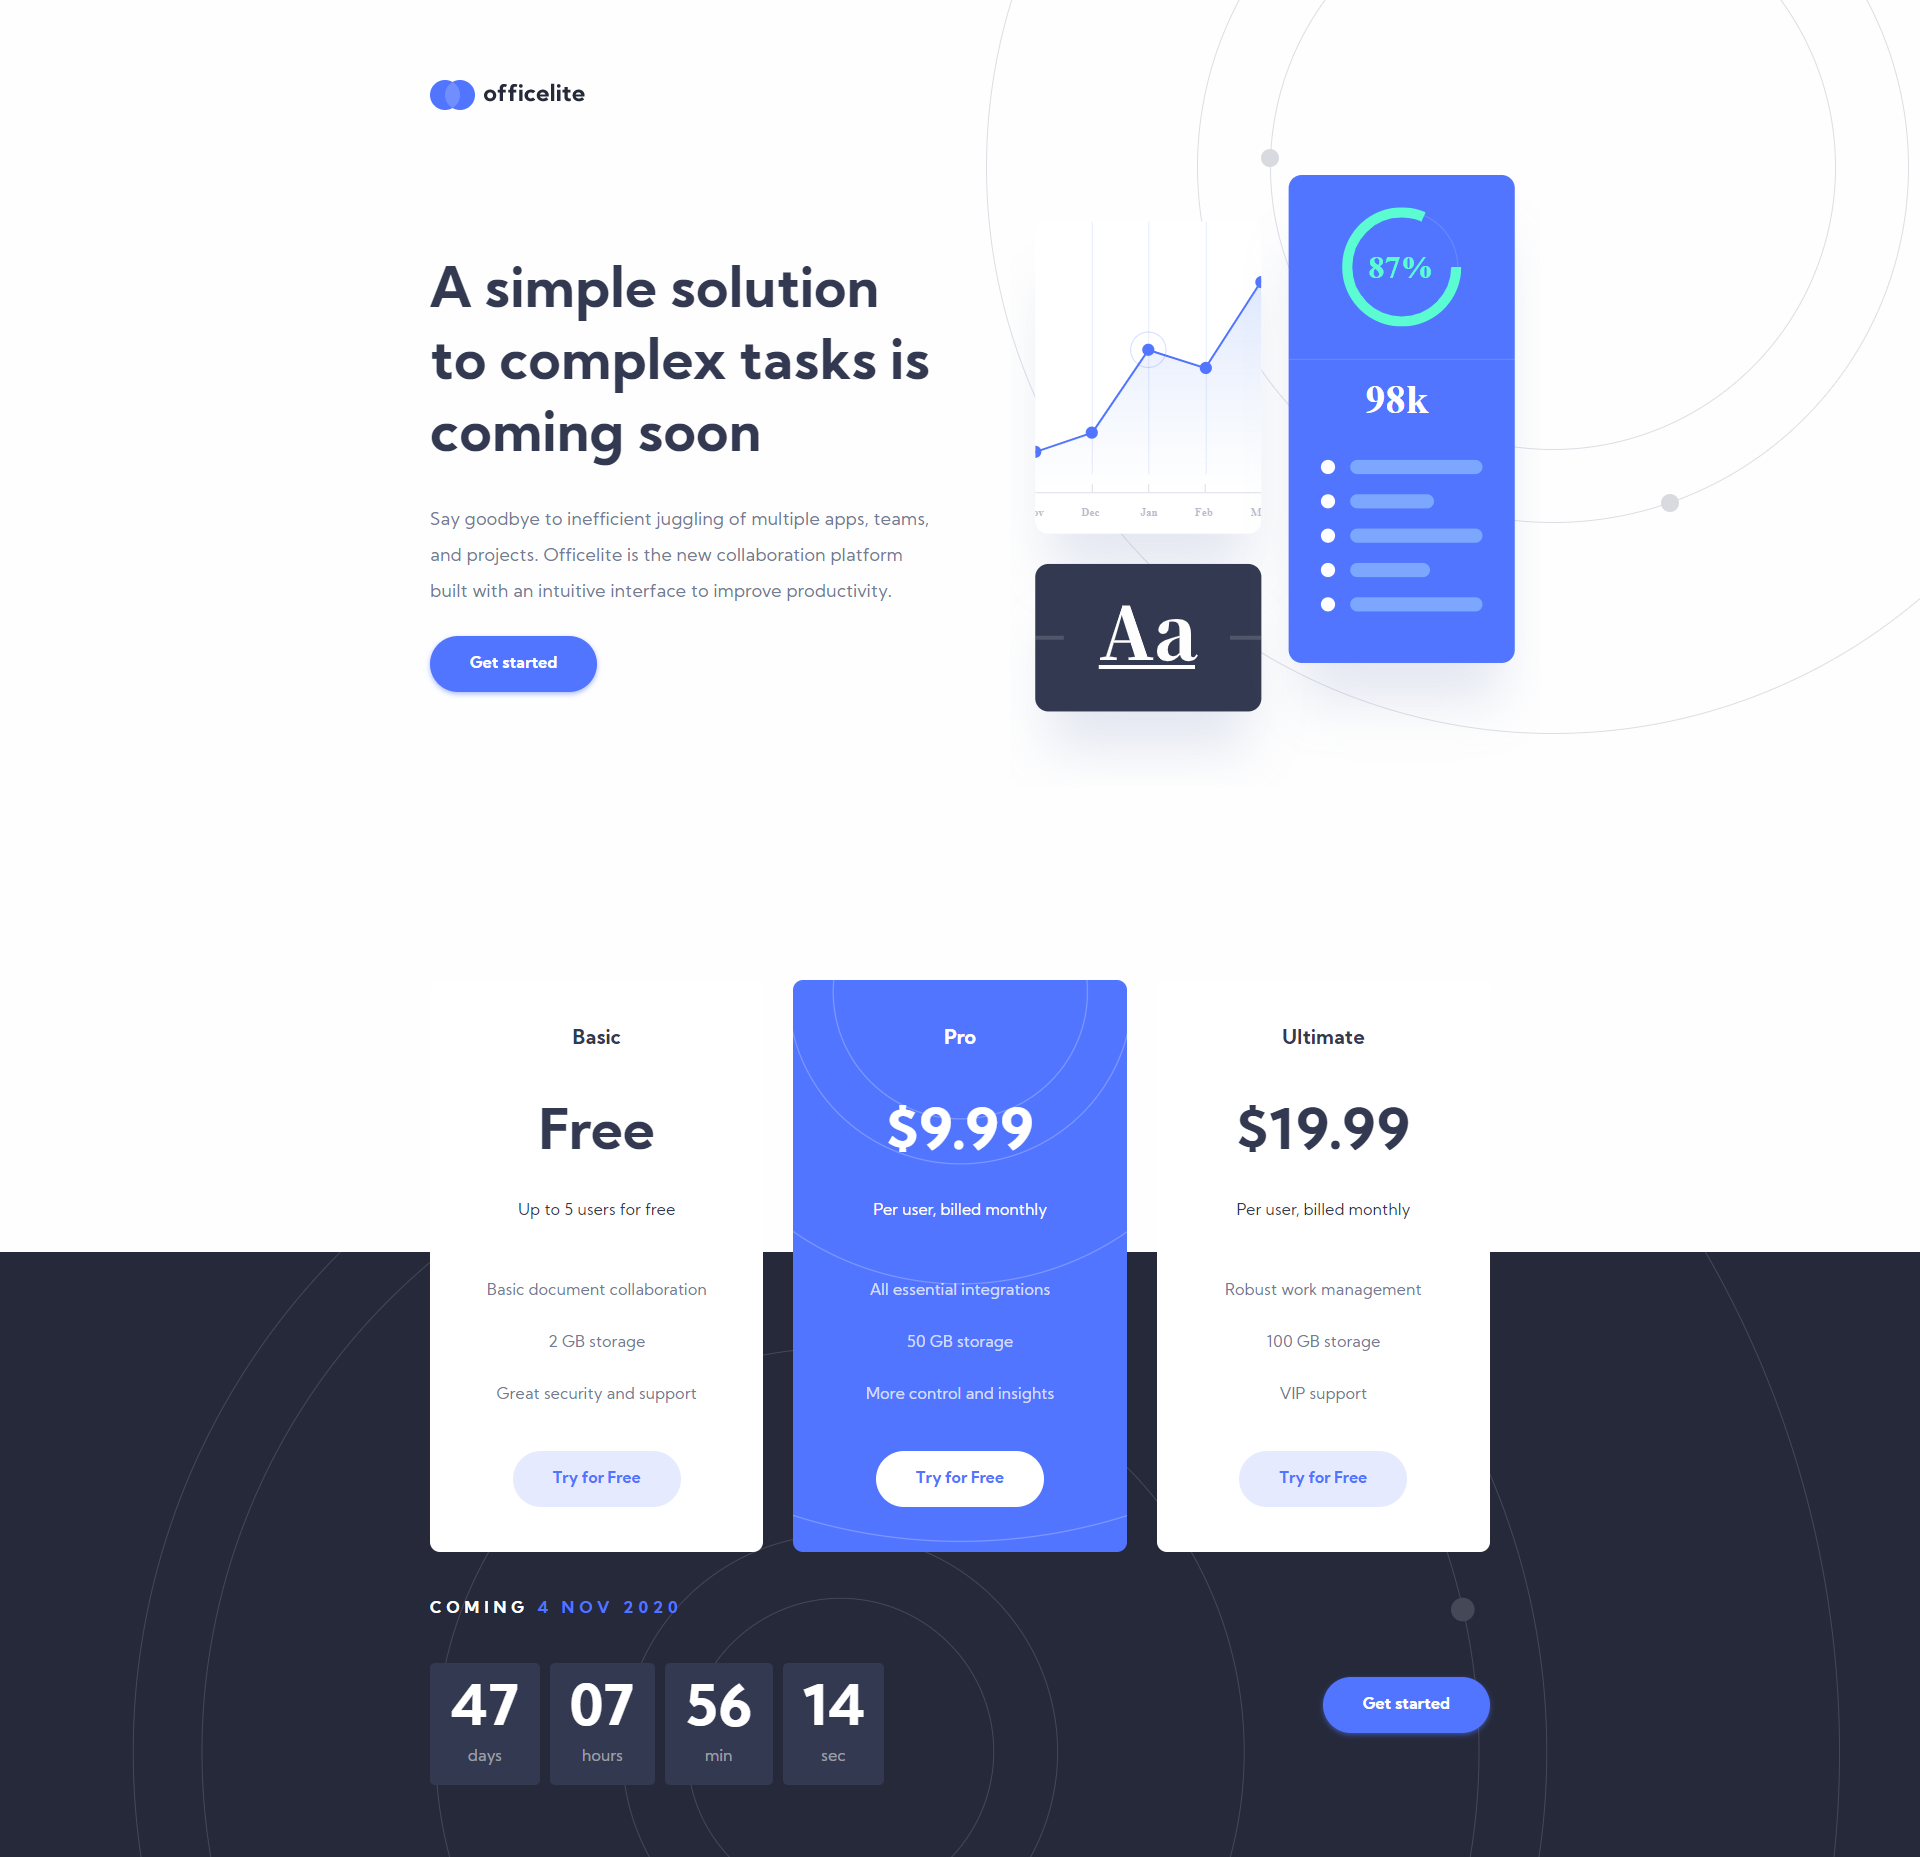 officelite
A simple solution
to complex tasks is
coming soon
Say goodbye to inefficient juggling of multiple apps, teams,
and projects. Officelite is the new collaboration platform
built with an intuitive interface to improve productivity.
Get started
ov Dec Jan Feb M
Aa
87%
98k
Basic
Free
Up to 5 users for free
Basic document collaboration
2 GB storage
Great security and support
Try for Free
Pro
$9.99
Per user, billed monthly
All essential integrations
50 GB storage
More control and insights
Try for Free
Ultimate
$19.99
Per user, billed monthly
Robust work management
100 GB storage
VIP support
Try for Free
COMING 4 NOV 2020
47 07 56 14
days hours min sec
Get started